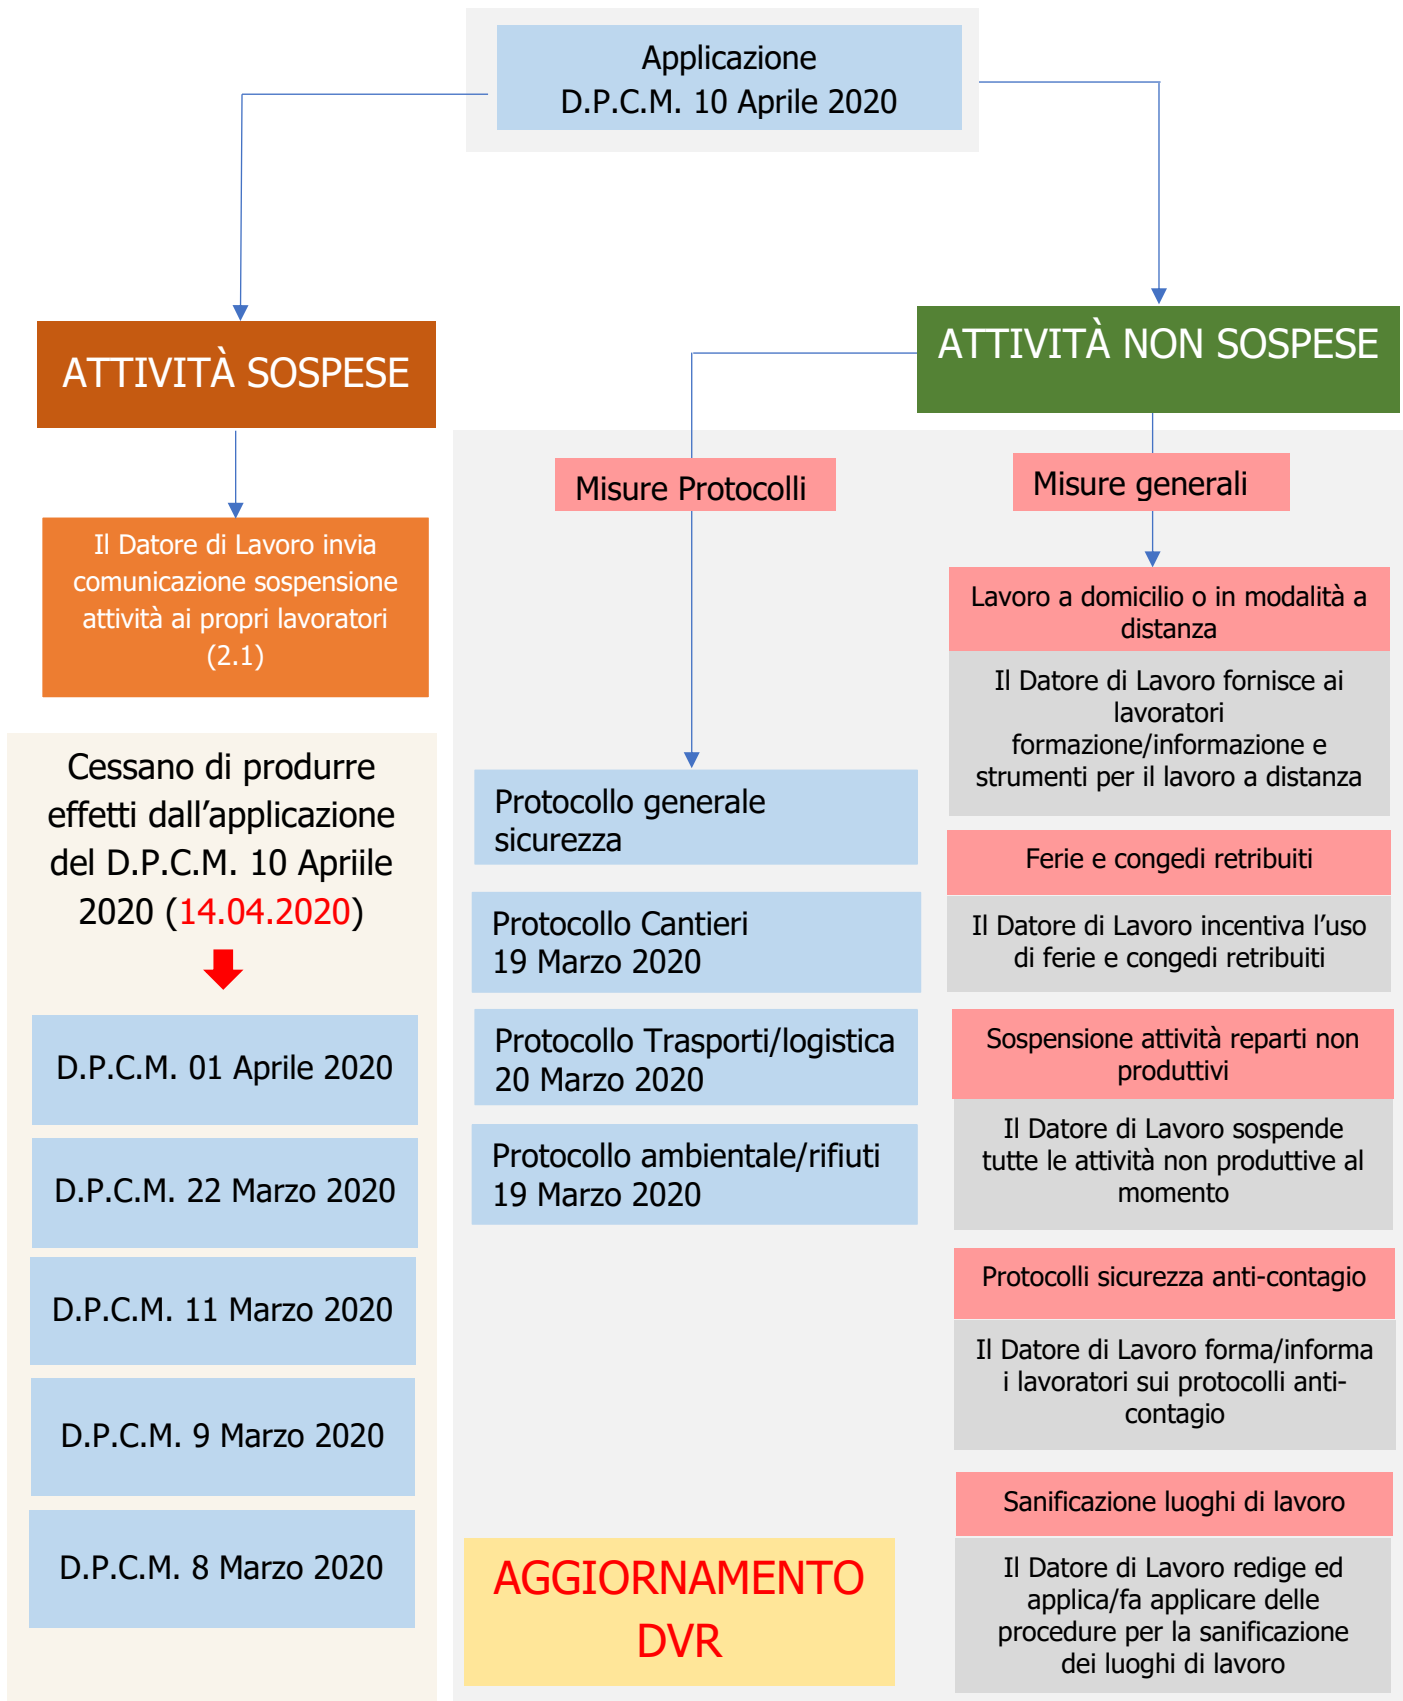 Applicazione
D.P.C.M. 10 Aprile 2020
ATTIVITÀ SOSPESE
Il Datore di Lavoro invia
comunicazione sospensione
attività ai propri lavoratori
(2.1)
Cessano di produrre
effetti dall’applicazione
del D.P.C.M. 10 Apriile
2020 (14.04.2020)
D.P.C.M. 01 Aprile 2020
D.P.C.M. 22 Marzo 2020
D.P.C.M. 11 Marzo 2020
D.P.C.M. 9 Marzo 2020
D.P.C.M. 8 Marzo 2020
ATTIVITÀ NON SOSPESE
Misure Protocolli
Protocollo generale
sicurezza
Protocollo Cantieri
19 Marzo 2020
Protocollo Trasporti/logistica
20 Marzo 2020
Protocollo ambientale/rifiuti
19 Marzo 2020
AGGIORNAMENTO
DVR
Misure generali
Lavoro a domicilio o in modalità a
distanza
Il Datore di Lavoro fornisce ai
lavoratori
formazione/informazione e
strumenti per il lavoro a distanza
Ferie e congedi retribuiti
Il Datore di Lavoro incentiva l’uso
di ferie e congedi retribuiti
Sospensione attività reparti non
produttivi
Il Datore di Lavoro sospende
tutte le attività non produttive al
momento
Protocolli sicurezza anti-contagio
Il Datore di Lavoro forma/informa
i lavoratori sui protocolli anti-
contagio
Sanificazione luoghi di lavoro
Il Datore di Lavoro redige ed
applica/fa applicare delle
procedure per la sanificazione
dei luoghi di lavoro